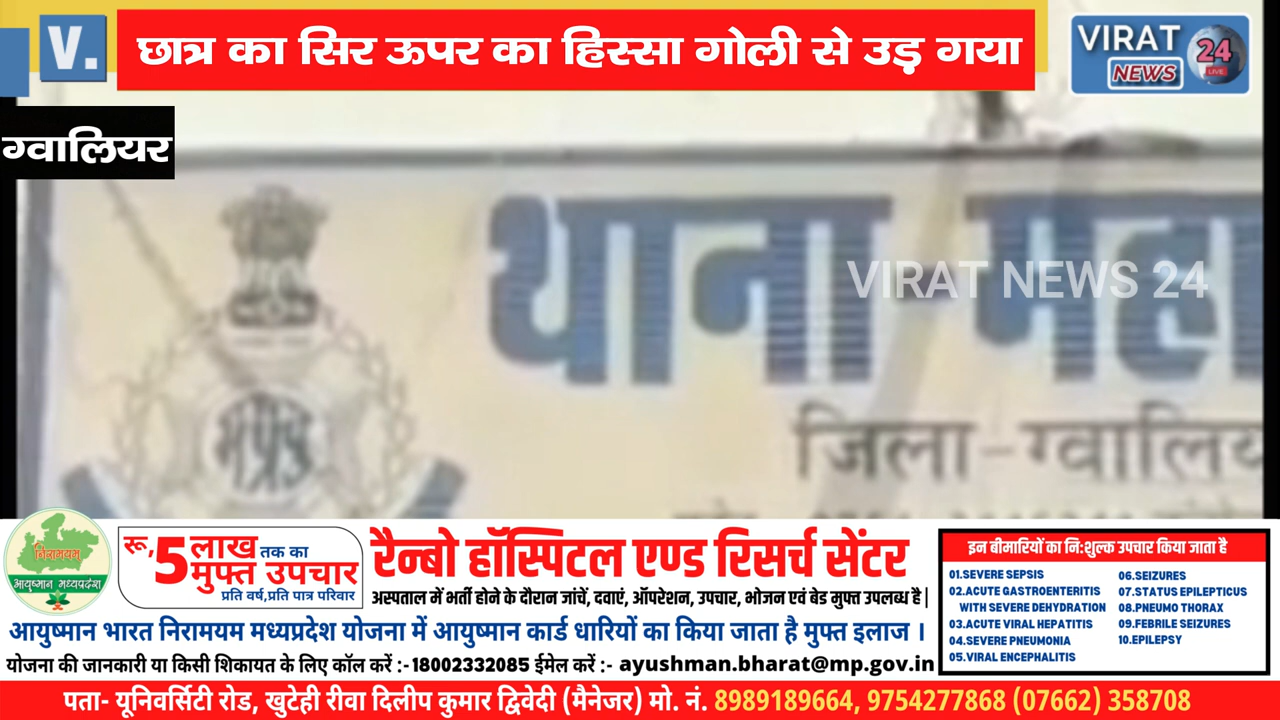 V.
छात्र का सिर ऊपर का हिस्सा गोली से उड़ गया
VIRAT
NEWS
24
LIVE
ग्वालियर
थाना-महा
VIRAT NEWS 24
जिला-ग्वालिय
मप्रपु
निरामयम्
आयुष्मान मध्यप्रदेश
रू,5 लाख तक का
मुफ्त उपचार
प्रति वर्ष,प्रति पात्र परिवार
रैन्बो हॉस्पिटल एण्ड रिसर्च सेंटर
अस्पताल में भर्ती होने के दौरान जांचें, दवाएं, ऑपरेशन, उपचार, भोजन एवं बेड मुफ्त उपलब्ध है |
आयुष्मान भारत निरामयम मध्यप्रदेश योजना में आयुष्मान कार्ड धारियों का किया जाता है मुफ्त इलाज ।
योजना की जानकारी या किसी शिकायत के लिए कॉल करें :- 18002332085 ईमेल करें :- ayushman.bharat@mp.gov.in
इन बीमारियों का नि:शुल्क उपचार किया जाता है
01.SEVERE SEPSIS
02.ACUTE GASTROENTERITIS
WITH SEVERE DEHYDRATION
03.ACUTE VIRAL HEPATITIS
04.SEVERE PNEUMONIA
05.VIRAL ENCEPHALITIS
06.SEIZURES
07.STATUS EPILEPTICUS
08.PNEUMO THORAX
09.FEBRILE SEIZURES
10.EPILEPSY
पता- यूनिवर्सिटी रोड, खुटेही रीवा दिलीप कुमार द्विवेदी (मैनेजर) मो. नं. 8989189664, 9754277868 (07662) 358708